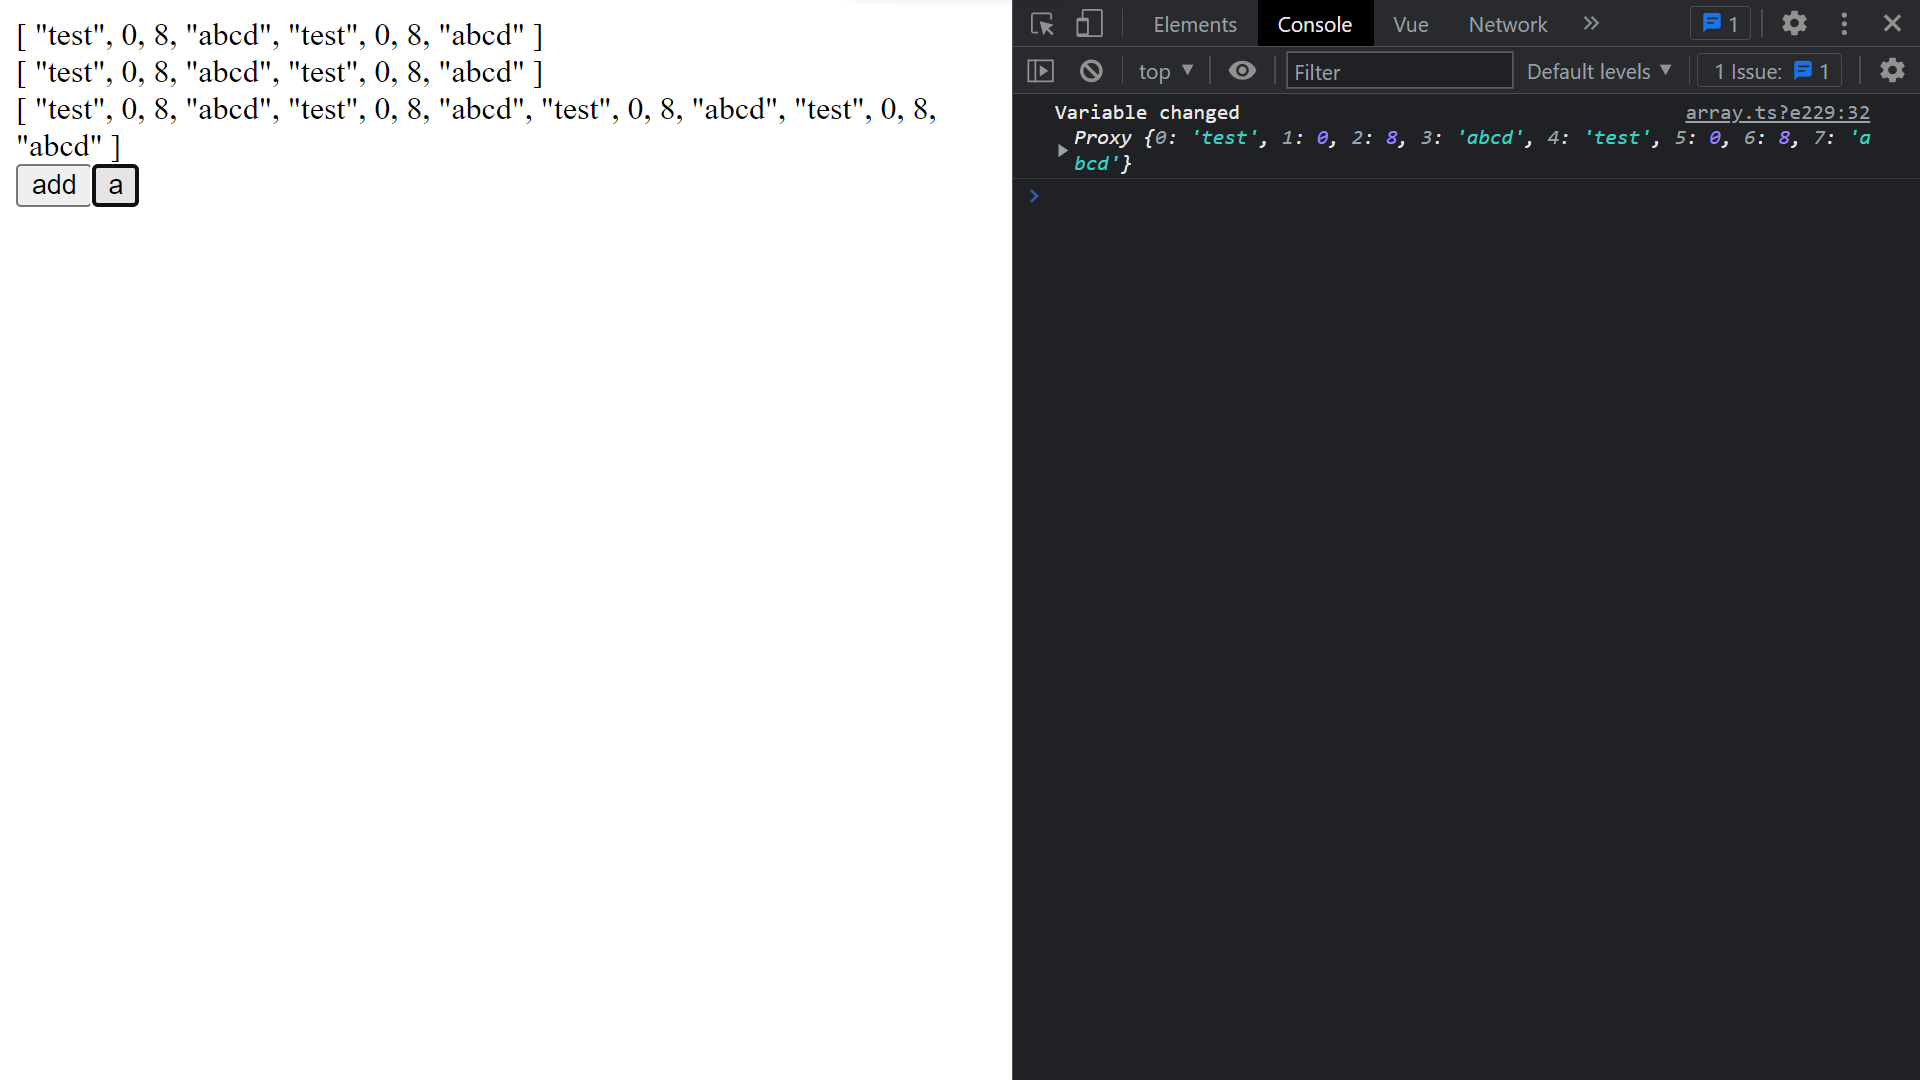 [ "test", 0, 8, "abcd", "test", 0, 8, "abcd" ]
[ "test", 0, 8, "abcd", "test", 0, 8, "abcd" ]
[ "test", 0, 8, "abcd", "test", 0, 8, "abcd", "test", 0, 8, "abcd", "test", 0, 8,
"abcd" ]
add a
Elements Console Vue Network 1
top Filter Default levels 1 Issue: 1
Variable changed array.ts?e229:32
Proxy {0: 'test', 1: 0, 2: 8, 3: 'abcd', 4: 'test', 5: 0, 6: 8, 7: 'a
bcd'}